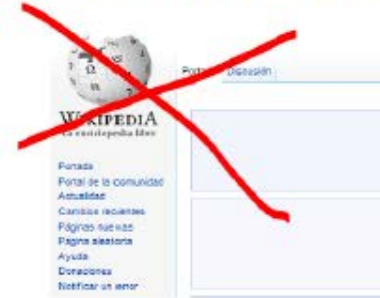 Portada Discusión
WIKIPEDIA
La enciclopedia libre
Portada
Portal de la comunidad
Actualidad
Cambios recientes
Páginas nuevas
Página aleatoria
Ayuda
Donaciones
Notificar un error